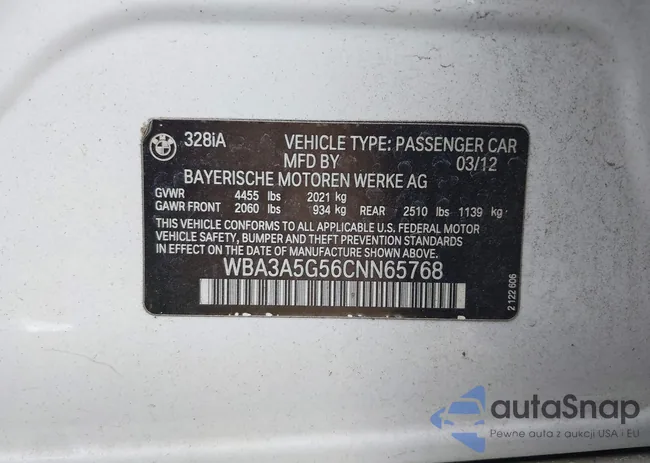 328iA VEHICLE TYPE: PASSENGER CAR
MFD BY 03/12
BAYERISCHE MOTOREN WERKE AG
GVWR 4455 lbs 2021 kg
GAWR FRONT 2060 lbs 934 kg REAR 2510 lbs 1139 kg
THIS VEHICLE CONFORMS TO ALL APPLICABLE U.S. FEDERAL MOTOR
VEHICLE SAFETY, BUMPER AND THEFT PREVENTION STANDARDS
IN EFFECT ON THE DATE OF MANUFACTURE SHOWN ABOVE.
WBA3A5G56CNN65768
2 122 606
autaSnap
Pewne auta z aukcji USA i EU